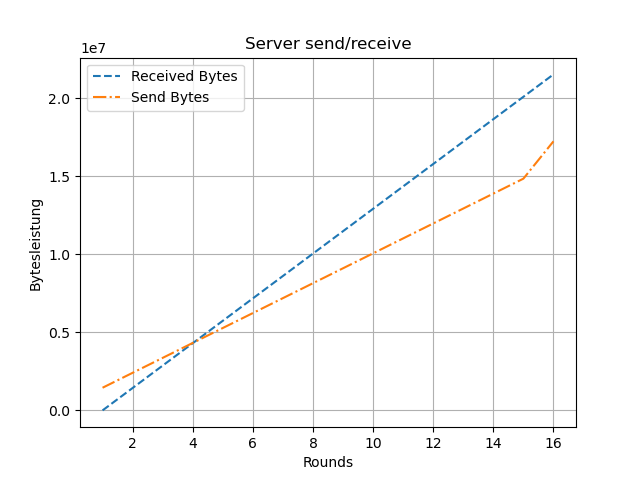 Server send/receive
1e7
Received Bytes
Send Bytes
2.0
1.5
1.0
0.5
0.0
Bytesleistung
2 4 6 8 10 12 14 16
Rounds